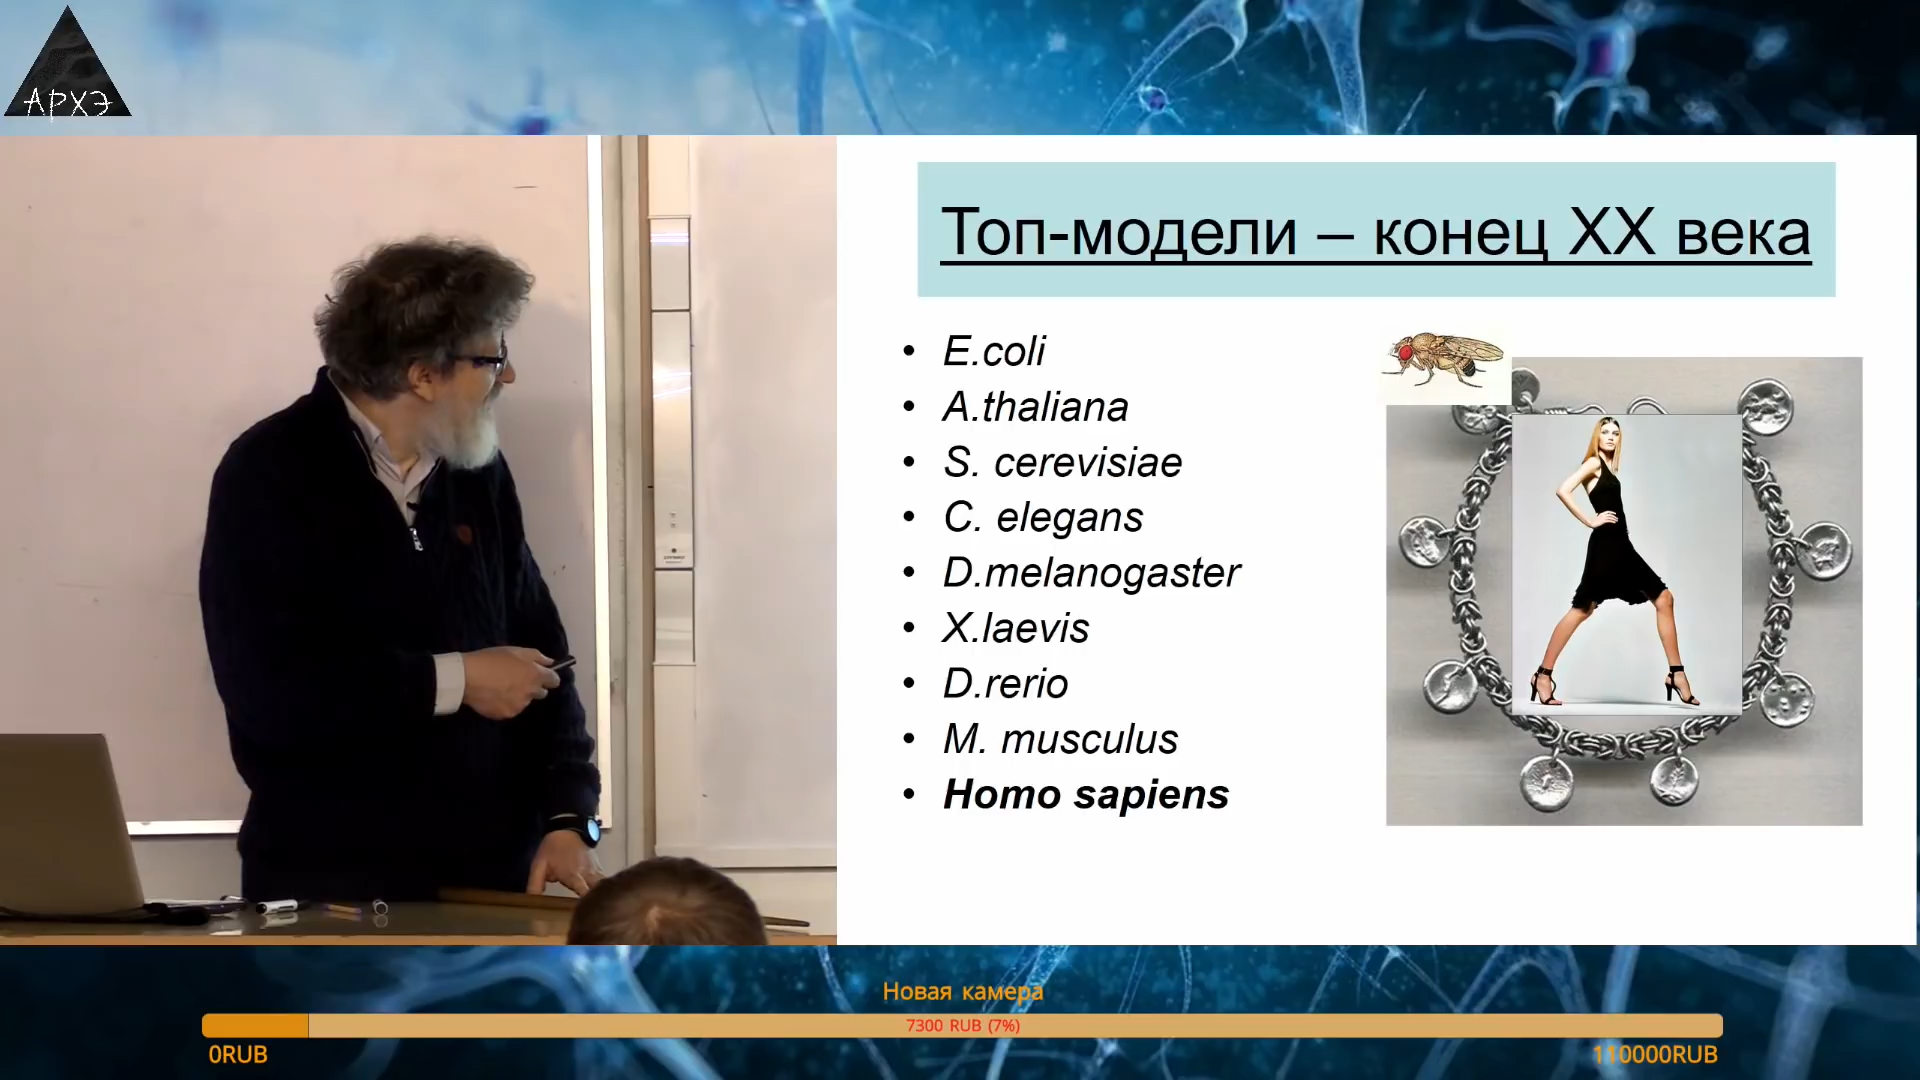 АРХЭ
Топ-модели – конец XX века
• E.coli
• A.thaliana
• S. cerevisiae
• C. elegans
• D.melanogaster
• X.laevis
• D.rerio
• M. musculus
• Homo sapiens
Новая камера
7300 RUB (7%)
0RUB
110000RUB